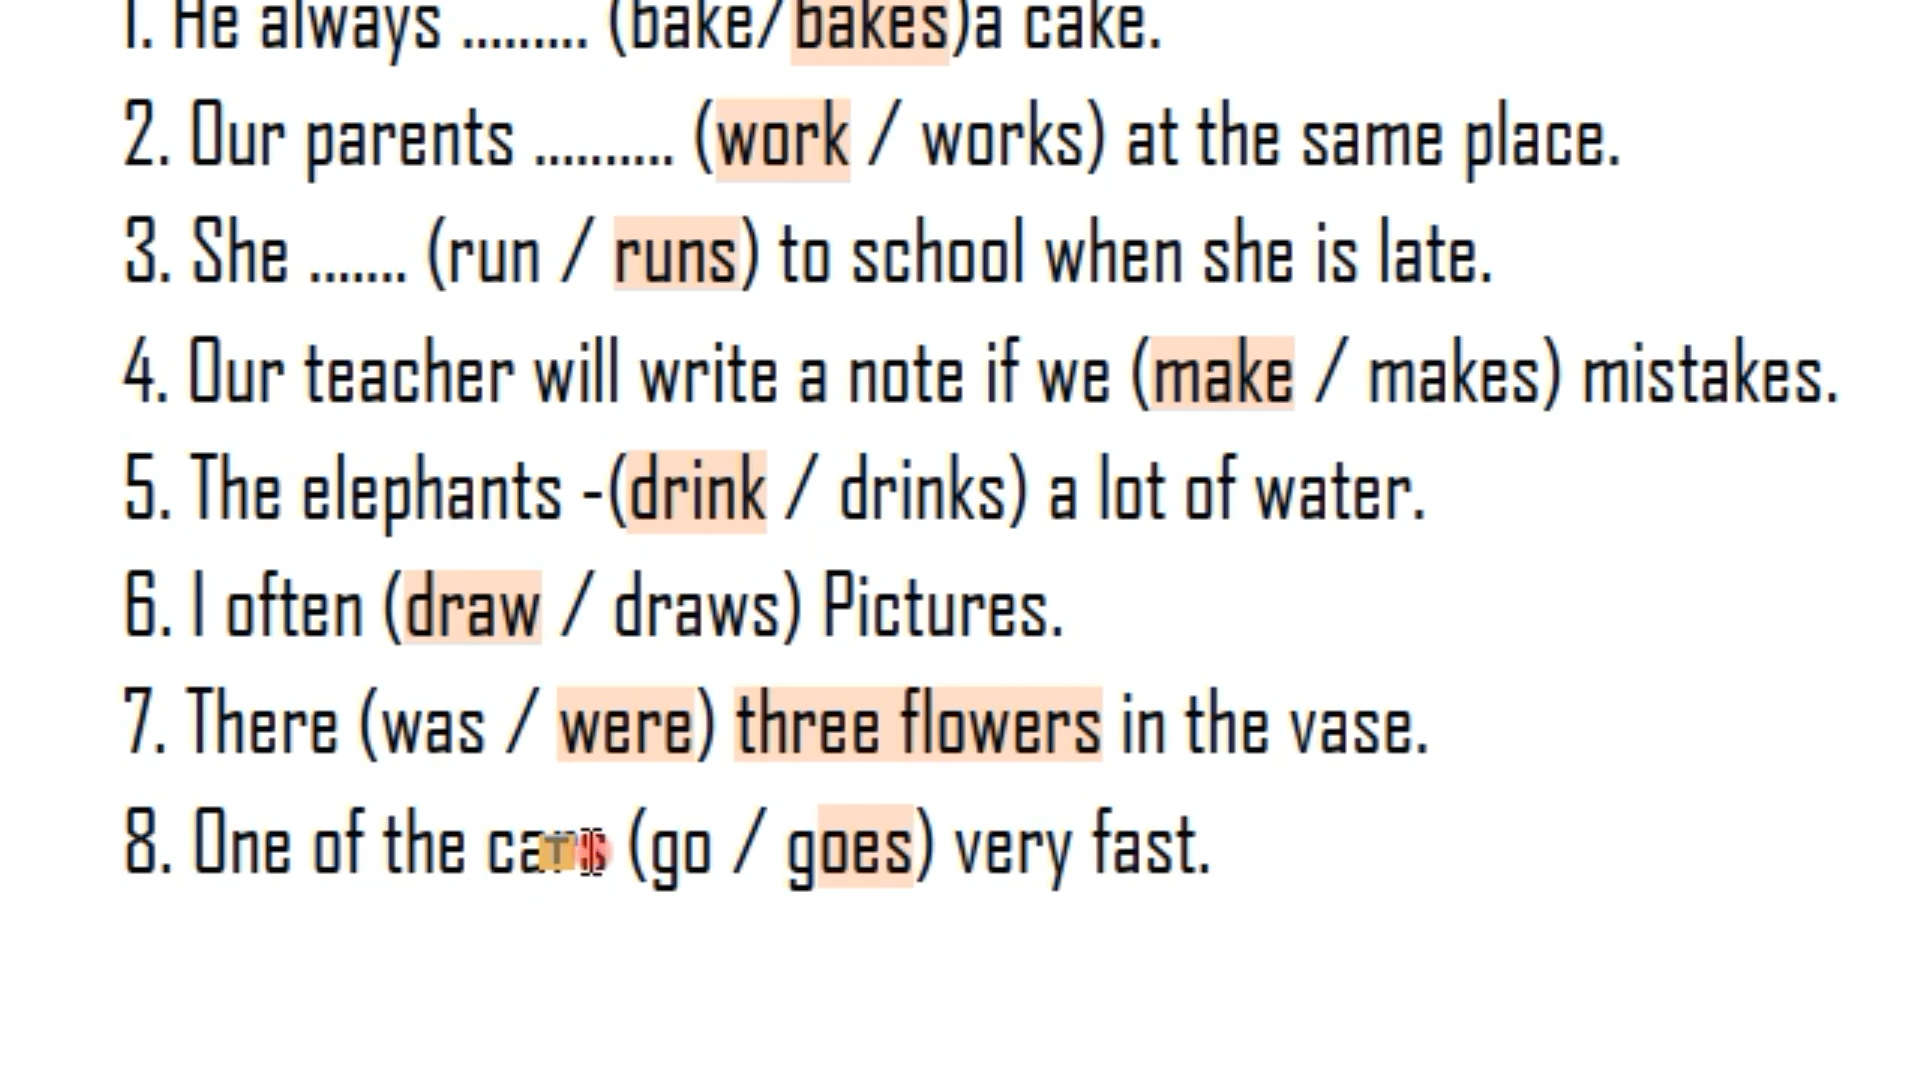 1. He always ......... (bake/bakes)a cake.
2. Our parents .......... (work / works) at the same place.
3. She ....... (run / runs) to school when she is late.
4. Our teacher will write a note if we (make / makes) mistakes.
5. The elephants -(drink / drinks) a lot of water.
6. I often (draw / draws) Pictures.
7. There (was / were) three flowers in the vase.
8. One of the cars (go / goes) very fast.